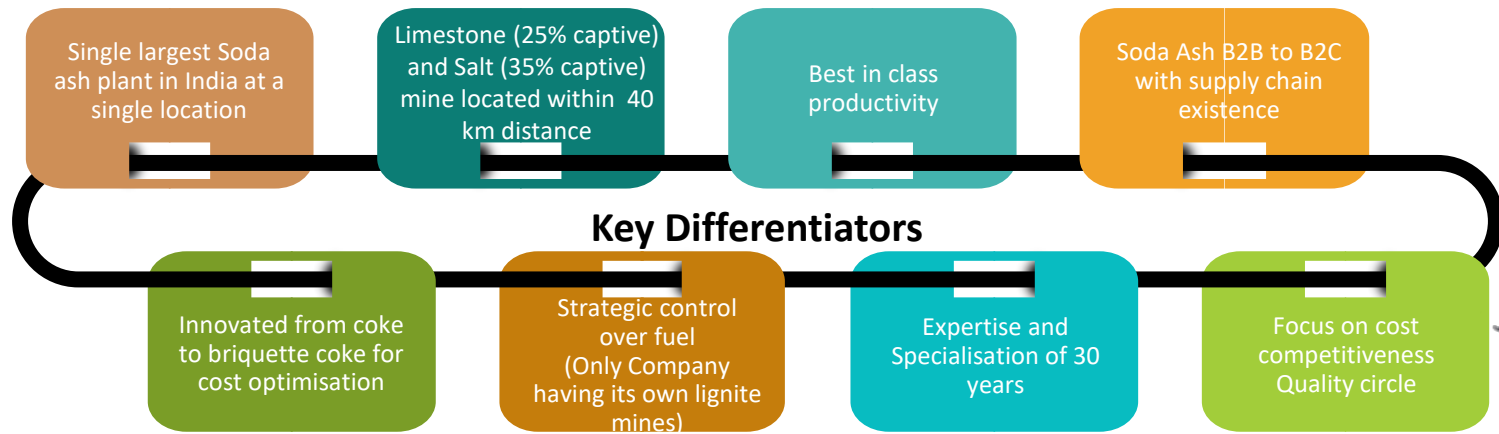 Single largest Soda
ash plant in India at a
single location
Limestone (25% captive)
and Salt (35% captive)
mine located within 40
km distance
Best in class
productivity
Soda Ash B2B to B2C
with supply chain
existence
Key Differentiators
Innovated from coke
to briquette coke for
cost optimisation
Strategic control
over fuel
(Only Company
having its own lignite
mines)
Expertise and
Specialisation of 30
years
Focus on cost
competitiveness
Quality circle